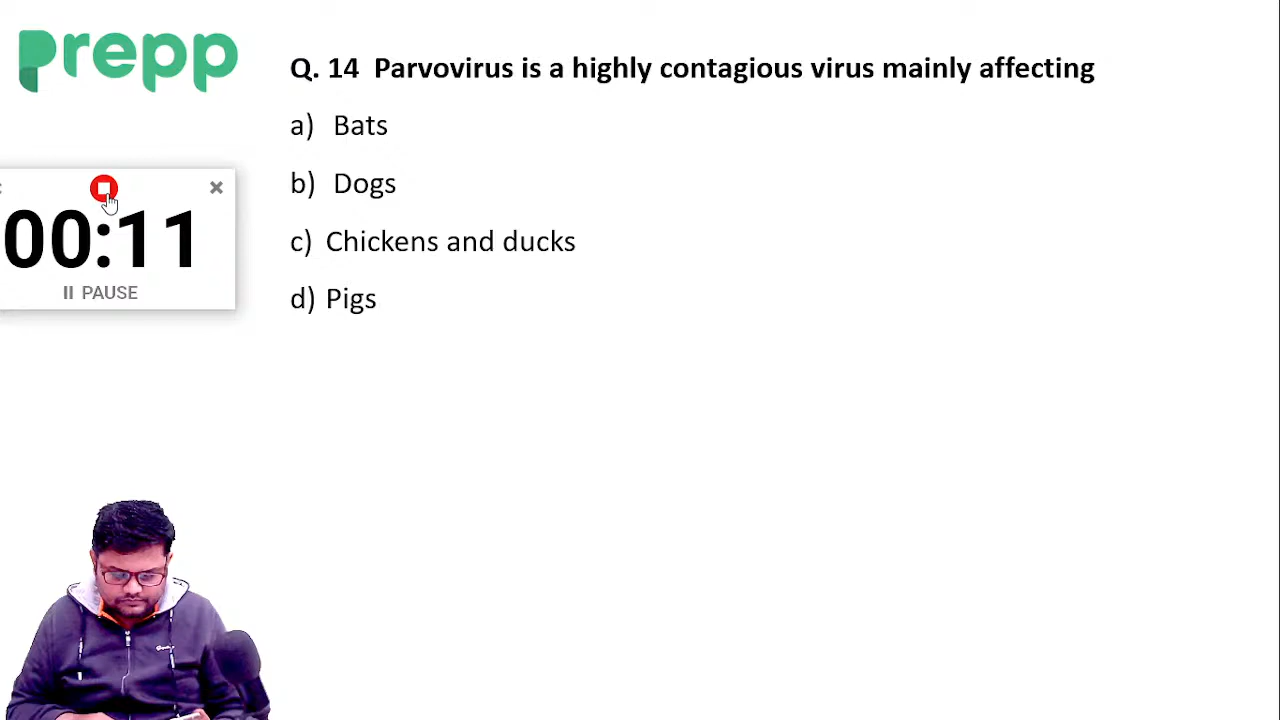 prepp
Q. 14 Parvovirus is a highly contagious virus mainly affecting
a) Bats
b) Dogs
c) Chickens and ducks
d) Pigs
00:11
PAUSE